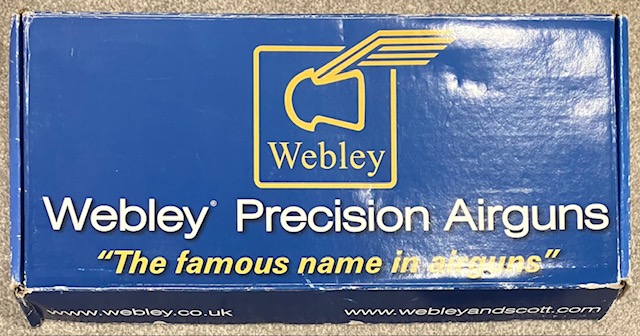 Webley
Webley® Precision Airguns
"The famous name in airguns"
www.webley.co.uk www.webleyandscott.com